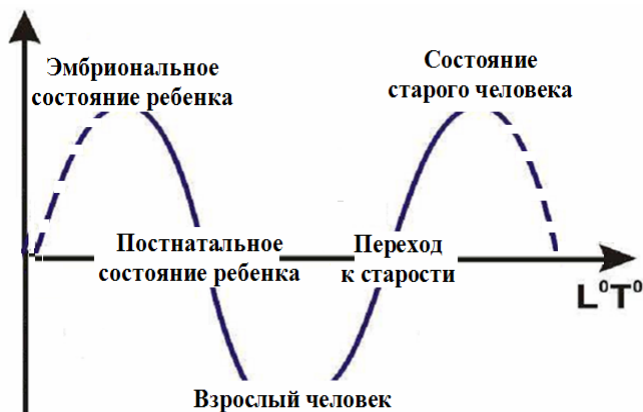 Эмбриональное
состояние ребенка
Состояние
старого человека
Постнатальное
состояние ребенка
Переход
к старости
L⁰T⁰
Взрослый человек